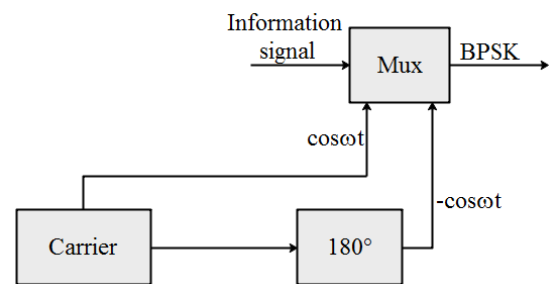 Information
signal
Mux
BPSK
cosωt
-cosωt
Carrier
180°